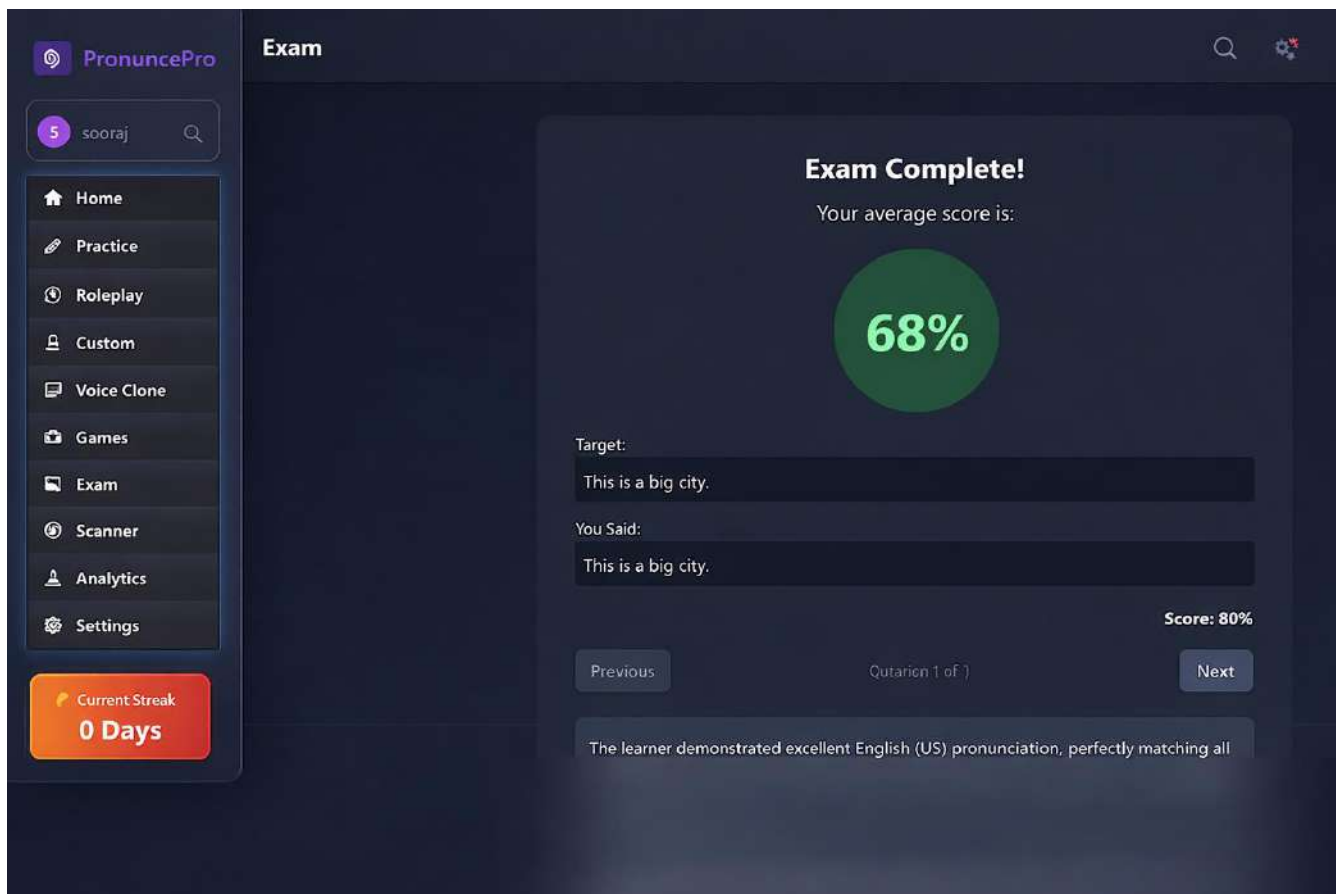 PronuncePro
Exam
5 sooraj
Home
Practice
Roleplay
Custom
Voice Clone
Games
Exam
Scanner
Analytics
Settings
Current Streak
0 Days
Exam Complete!
Your average score is:
68%
Target:
This is a big city.
You Said:
This is a big city.
Score: 80%
Previous
1 of
Next
The learner demonstrated excellent English (US) pronunciation, perfectly matching all